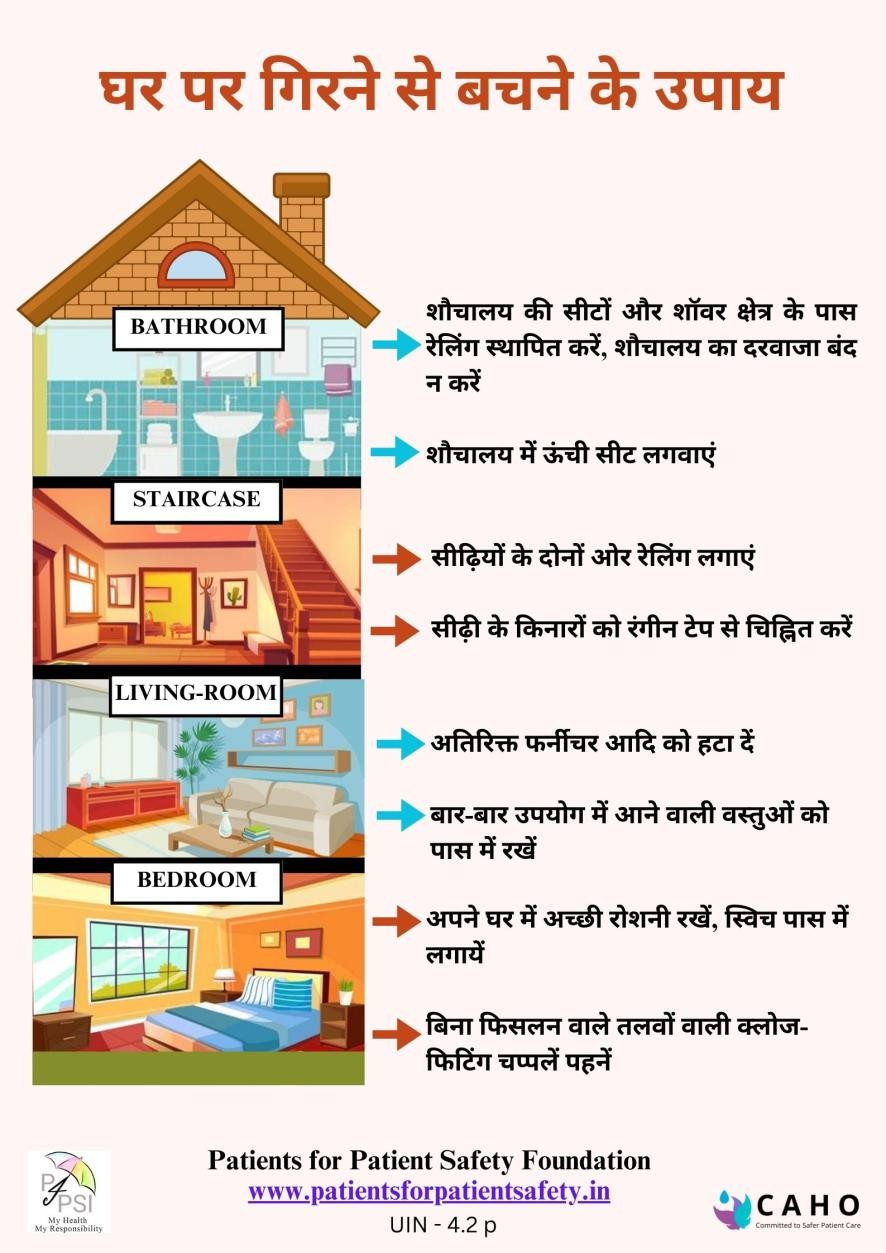 घर पर गिरने से बचने के उपाय
BATHROOM
शौचालय की सीटों और शॉवर क्षेत्र के पास
रेलिंग स्थापित करें, शौचालय का दरवाजा बंद
न करें
शौचालय में ऊंची सीट लगवाएं
STAIRCASE
सीढ़ियों के दोनों ओर रेलिंग लगाएं
सीढ़ी के किनारों को रंगीन टेप से चिह्नित करें
LIVING-ROOM
अतिरिक्त फर्नीचर आदि को हटा दें
बार-बार उपयोग में आने वाली वस्तुओं को
पास में रखें
BEDROOM
अपने घर में अच्छी रोशनी रखें, स्विच पास में
लगायें
बिना फिसलन वाले तलवों वाली क्लोज-
फिटिंग चप्पलें पहनें
Patients for Patient Safety Foundation
www.patientsforpatientsafety.in
UIN - 4.2 p
P4PSI
My Health
My Responsibility
CAHO
Committed to Safer Patient Care